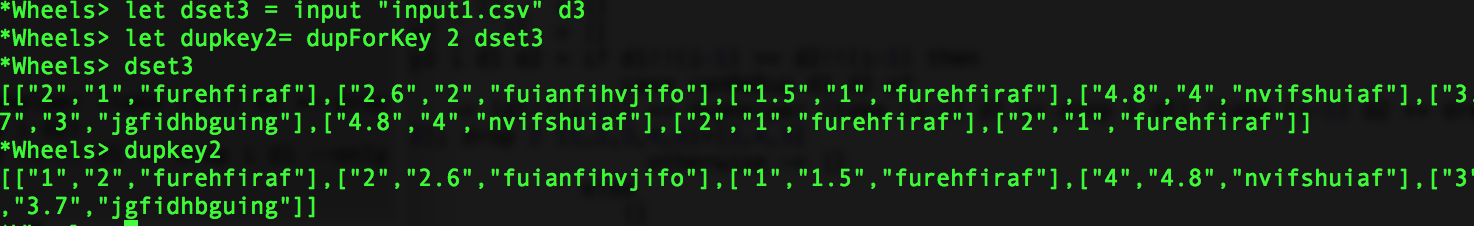 *Wheels> let dset3 = input "input1.csv" d3
*Wheels> let dupkey2= dupForKey 2 dset3
*Wheels> dset3
[["2","1","furehfiraf"],["2.6","2","fuianfihvjifo"],["1.5","1","furehfiraf"],["4.8","4","nvifshuiaf"],["3.
7","3","jgfidhbguing"],["4.8","4","nvifshuiaf"],["2","1","furehfiraf"],["2","1","furehfiraf"]]
*Wheels> dupkey2
[["1","2","furehfiraf"],["2","2.6","fuianfihvjifo"],["1","1.5","furehfiraf"],["4","4.8","nvifshuiaf"],["3"
,"3.7","jgfidhbguing"]]